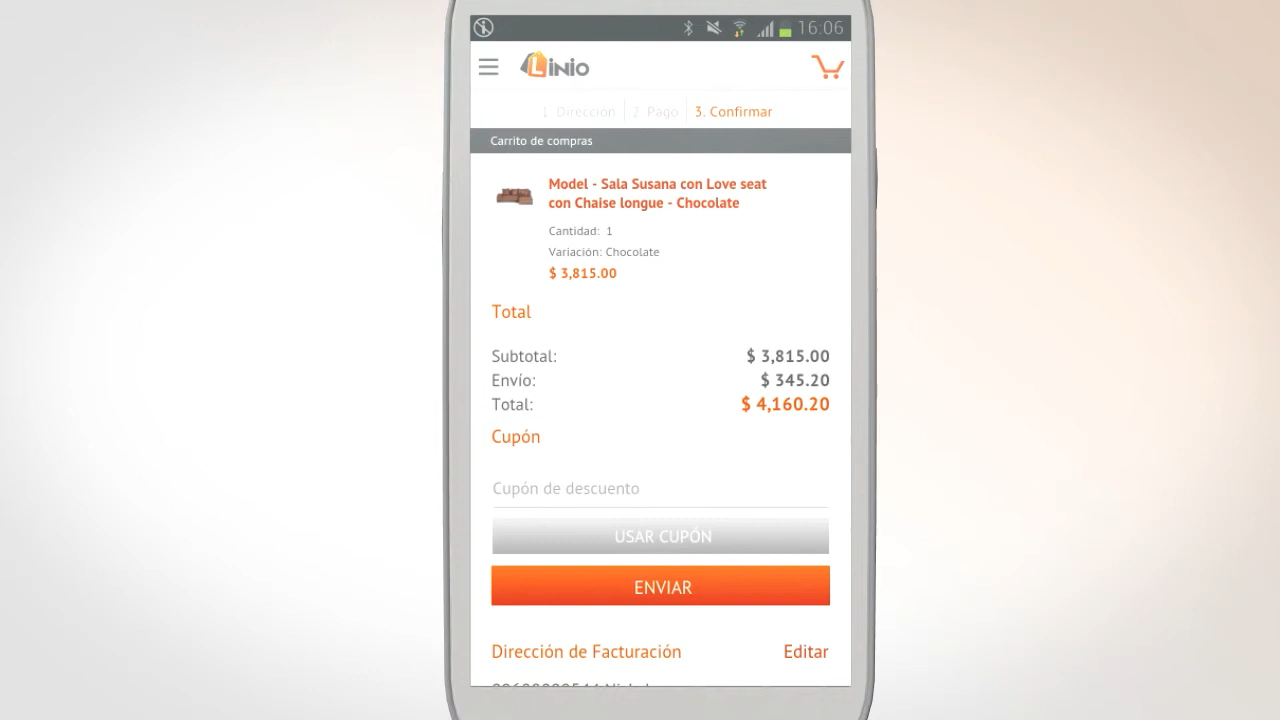 16:06
Linio
1 Dirección 2 Pago 3. Confirmar
Carrito de compras
Model - Sala Susana con Love seat
con Chaise longue - Chocolate
Cantidad: 1
Variación: Chocolate
$ 3,815.00
Total
Subtotal: $ 3,815.00
Envío: $ 345.20
Total: $ 4,160.20
Cupón
Cupón de descuento
USAR CUPÓN
ENVIAR
Dirección de Facturación Editar